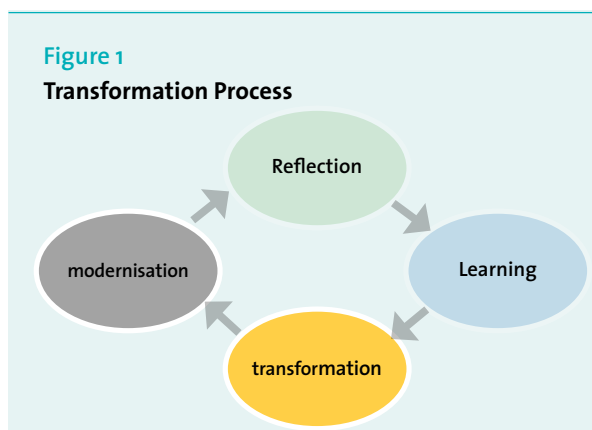 Figure 1
Transformation Process
Reflection
modernisation
Learning
transformation